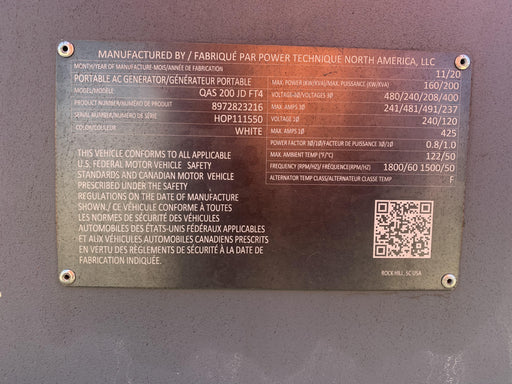 MANUFACTURED BY / FABRIQUÉ PAR POWER TECHNIQUE NORTH AMERICA, LLC
MONTH/YEAR OF MANUFACTURE-MOIS/ANNÉE DE FABRICATION 11/20
PORTABLE AC GENERATOR/GÉNÉRATEUR PORTABLE
MODEL/MODÈLE QAS 200 JD FT4
PRODUCT NUMBER/NUMÉRO DE PRODUIT 8972823216
SERIAL NUMBER/NUMÉRO DE SÉRIE HOP111550
COLOR/COULEUR WHITE
MAX. POWER (KW/KVA)/MAX. PUISSANCE (KW/KVA) 160/200
VOLTAGE-3Ø/VOLTAGES 3Ø 480/240/208/400
MAX. AMPS 3Ø 241/481/491/237
VOLTAGE 1Ø 240/120
MAX. AMPS 1Ø 425
POWER FACTOR 3Ø/1Ø/FACTEUR DE PUISSANCE 3Ø/1Ø 0.8/1.0
MAX. AMBIENT TEMP (°F/°C) 122/50
FREQUENCY (RPM/HZ)/ FRÉQUENCE(RPM/HZ) 1800/60 1500/50
ALTERNATOR TEMP CLASS/ALTERNATEUR CLASSE TEMP F
THIS VEHICLE CONFORMS TO ALL APPLICABLE
U.S. FEDERAL MOTOR VEHICLE SAFETY
STANDARDS AND CANADIAN MOTOR VEHICLE
PRESCRIBED UNDER THE SAFETY
REGULATIONS ON THE DATE OF MANUFACTURE
SHOWN./ CE VÉHICULE CONFORME À TOUTES
LES NORMES DE SÉCURITÉ DES VÉHICULES
AUTOMOBILES DES ÉTATS-UNIS FÉDÉRAUX APPLICABLES
ET AUX VÉHICULES AUTOMOBILES CANADIENS PRESCRITS
EN VERTU DES RÈGLEMENTS DE SÉCURITÉ À LA DATE DE
FABRICATION INDIQUÉE.
ROCK HILL, SC USA